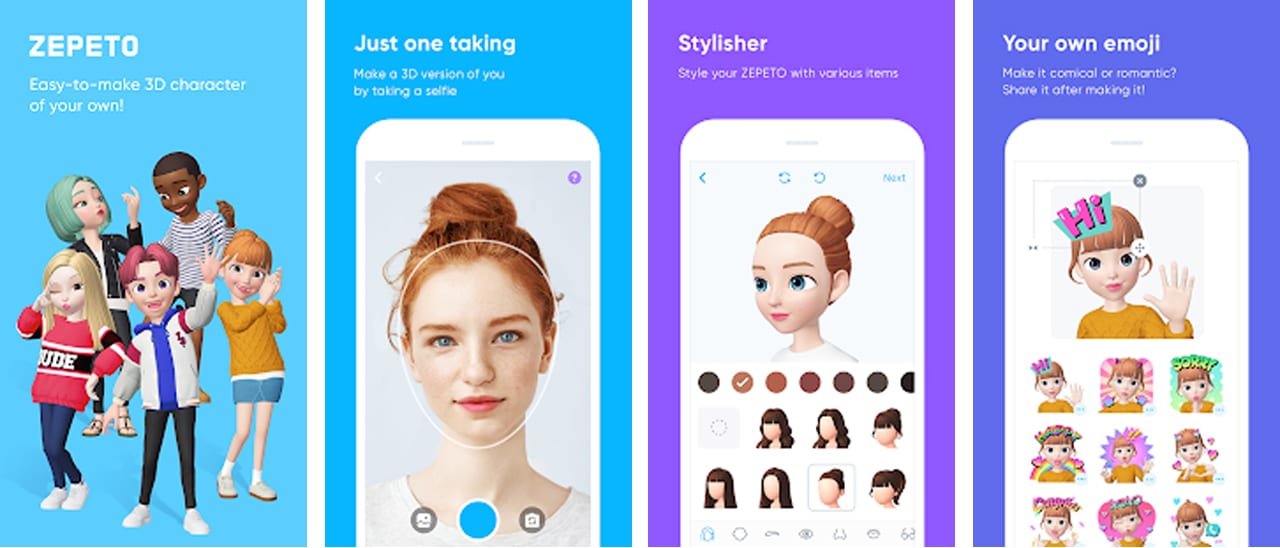 ZEPETO
Easy-to-make 3D character
of your own!
DUDE
Just one taking
Make a 3D version of you
by taking a selfie
?
Stylisher
Style your ZEPETO with various items
Next
Your own emoji
Make it comical or romantic?
Share it after making it!
Hi
Hi
SORRY